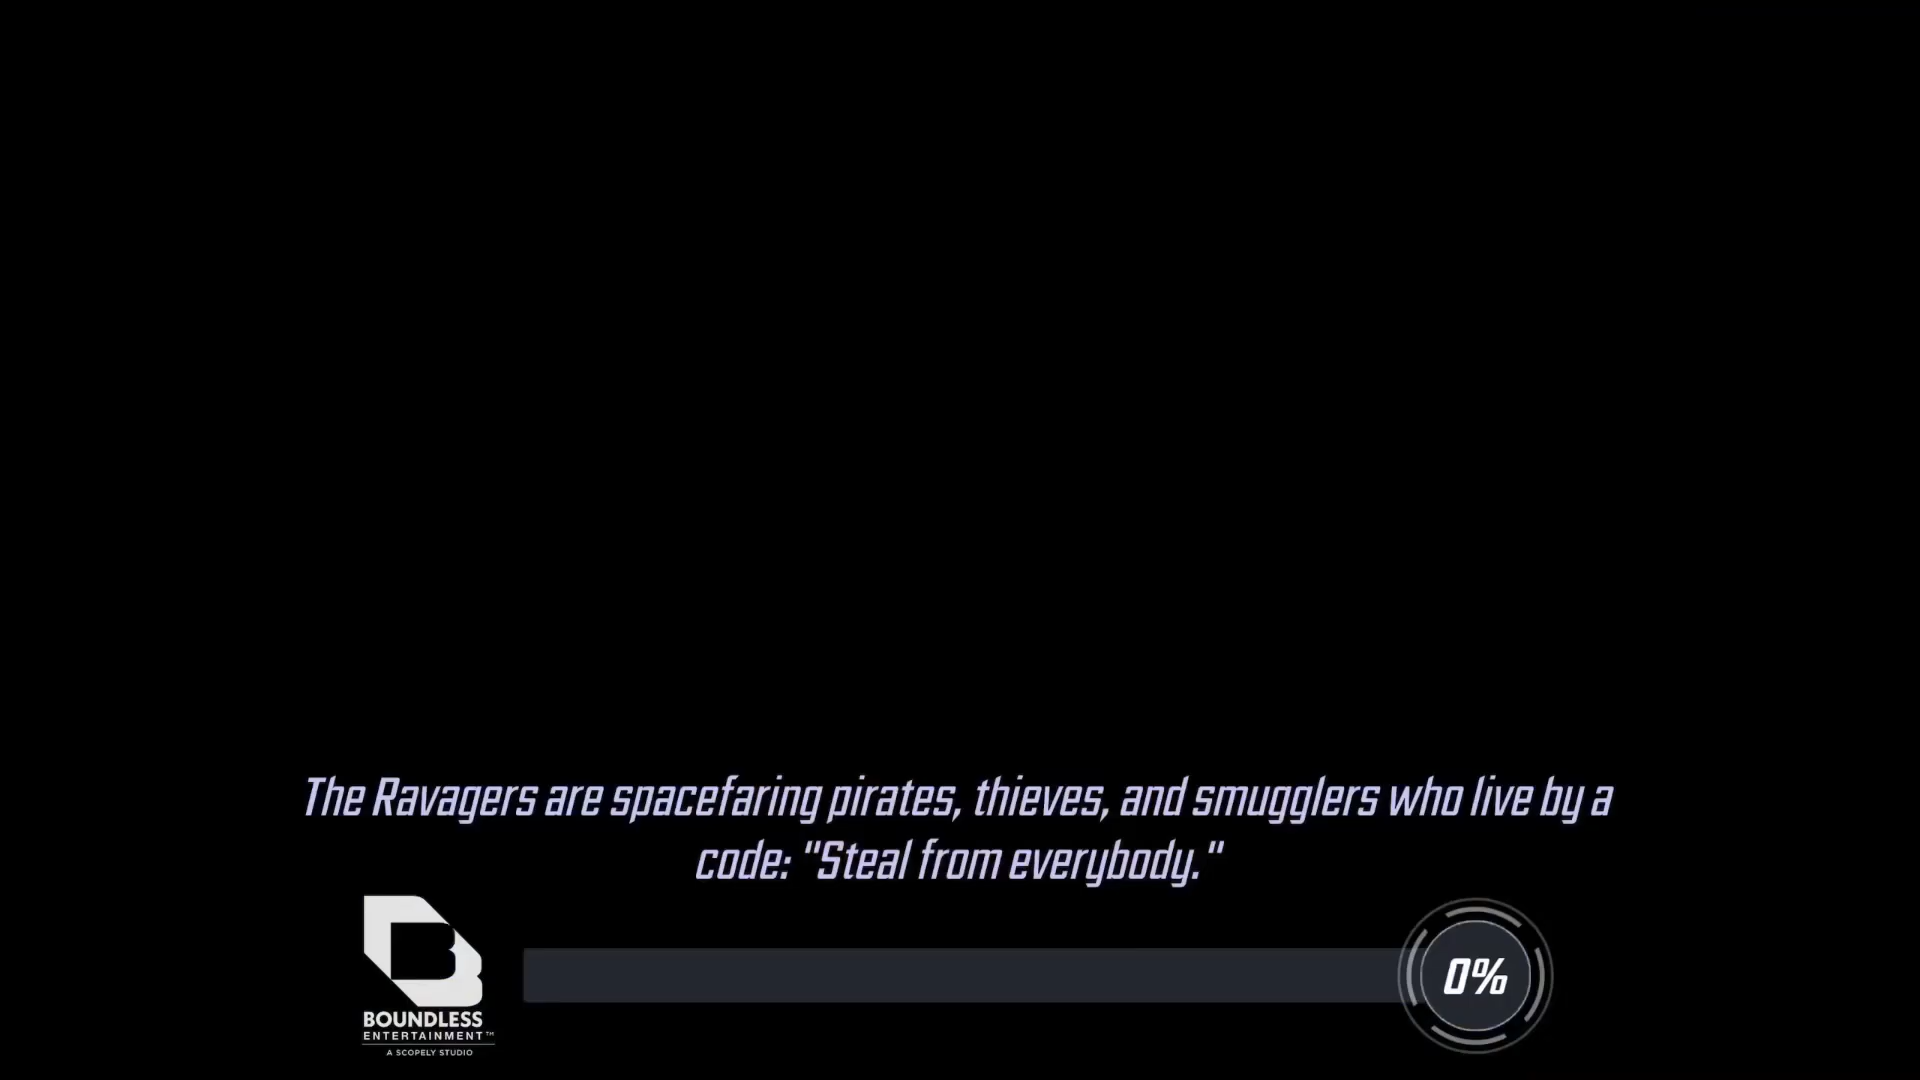 The Ravagers are spacefaring pirates, thieves, and smugglers who live by a
code: "Steal from everybody."
BOUNDLESS
ENTERTAINMENT™
A SCOPELY STUDIO
0%